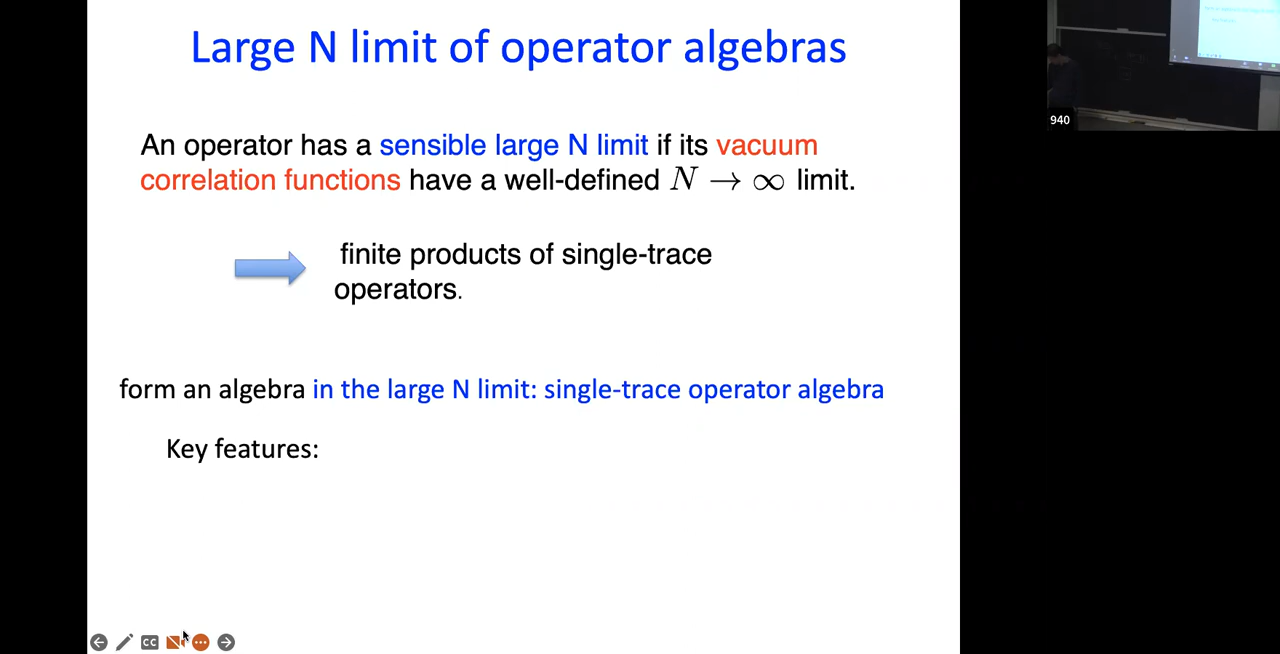 Large N limit of operator algebras
An operator has a sensible large N limit if its vacuum
correlation functions have a well-defined N → ∞ limit.
finite products of single-trace
operators.
form an algebra in the large N limit: single-trace operator algebra
Key features:
940
CC